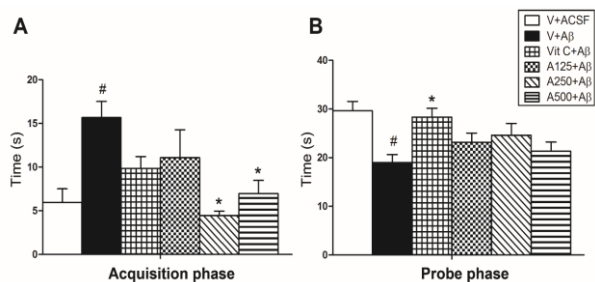 A
B
V+ACSF
V+Aβ
Vit C+Aβ
A125+Aβ
A250+Aβ
A500+Aβ
Time (s)
20
15
10
5
0
#
*
*
Acquisition phase
Time (s)
40
30
20
10
0
#
*
Probe phase